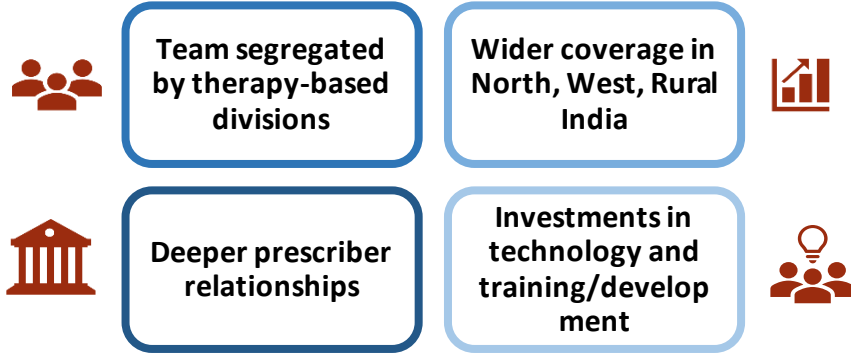 Team segregated
by therapy-based
divisions
Wider coverage in
North, West, Rural
India
Deeper prescriber
relationships
Investments in
technology and
training/develop
ment